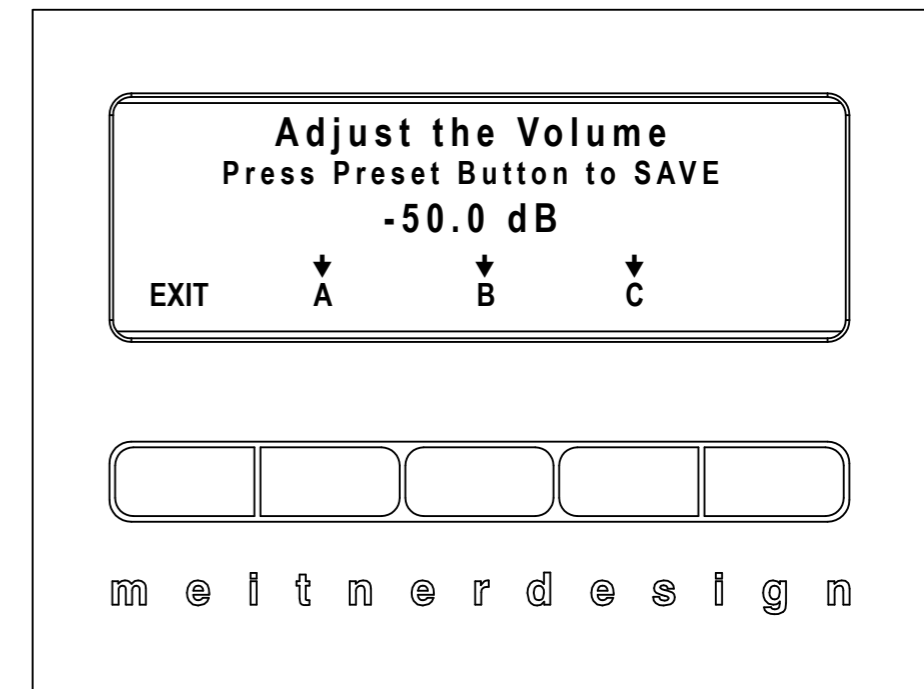 Adjust the Volume
Press Preset Button to SAVE
-50.0 dB
EXIT A B C
meitnerdesign